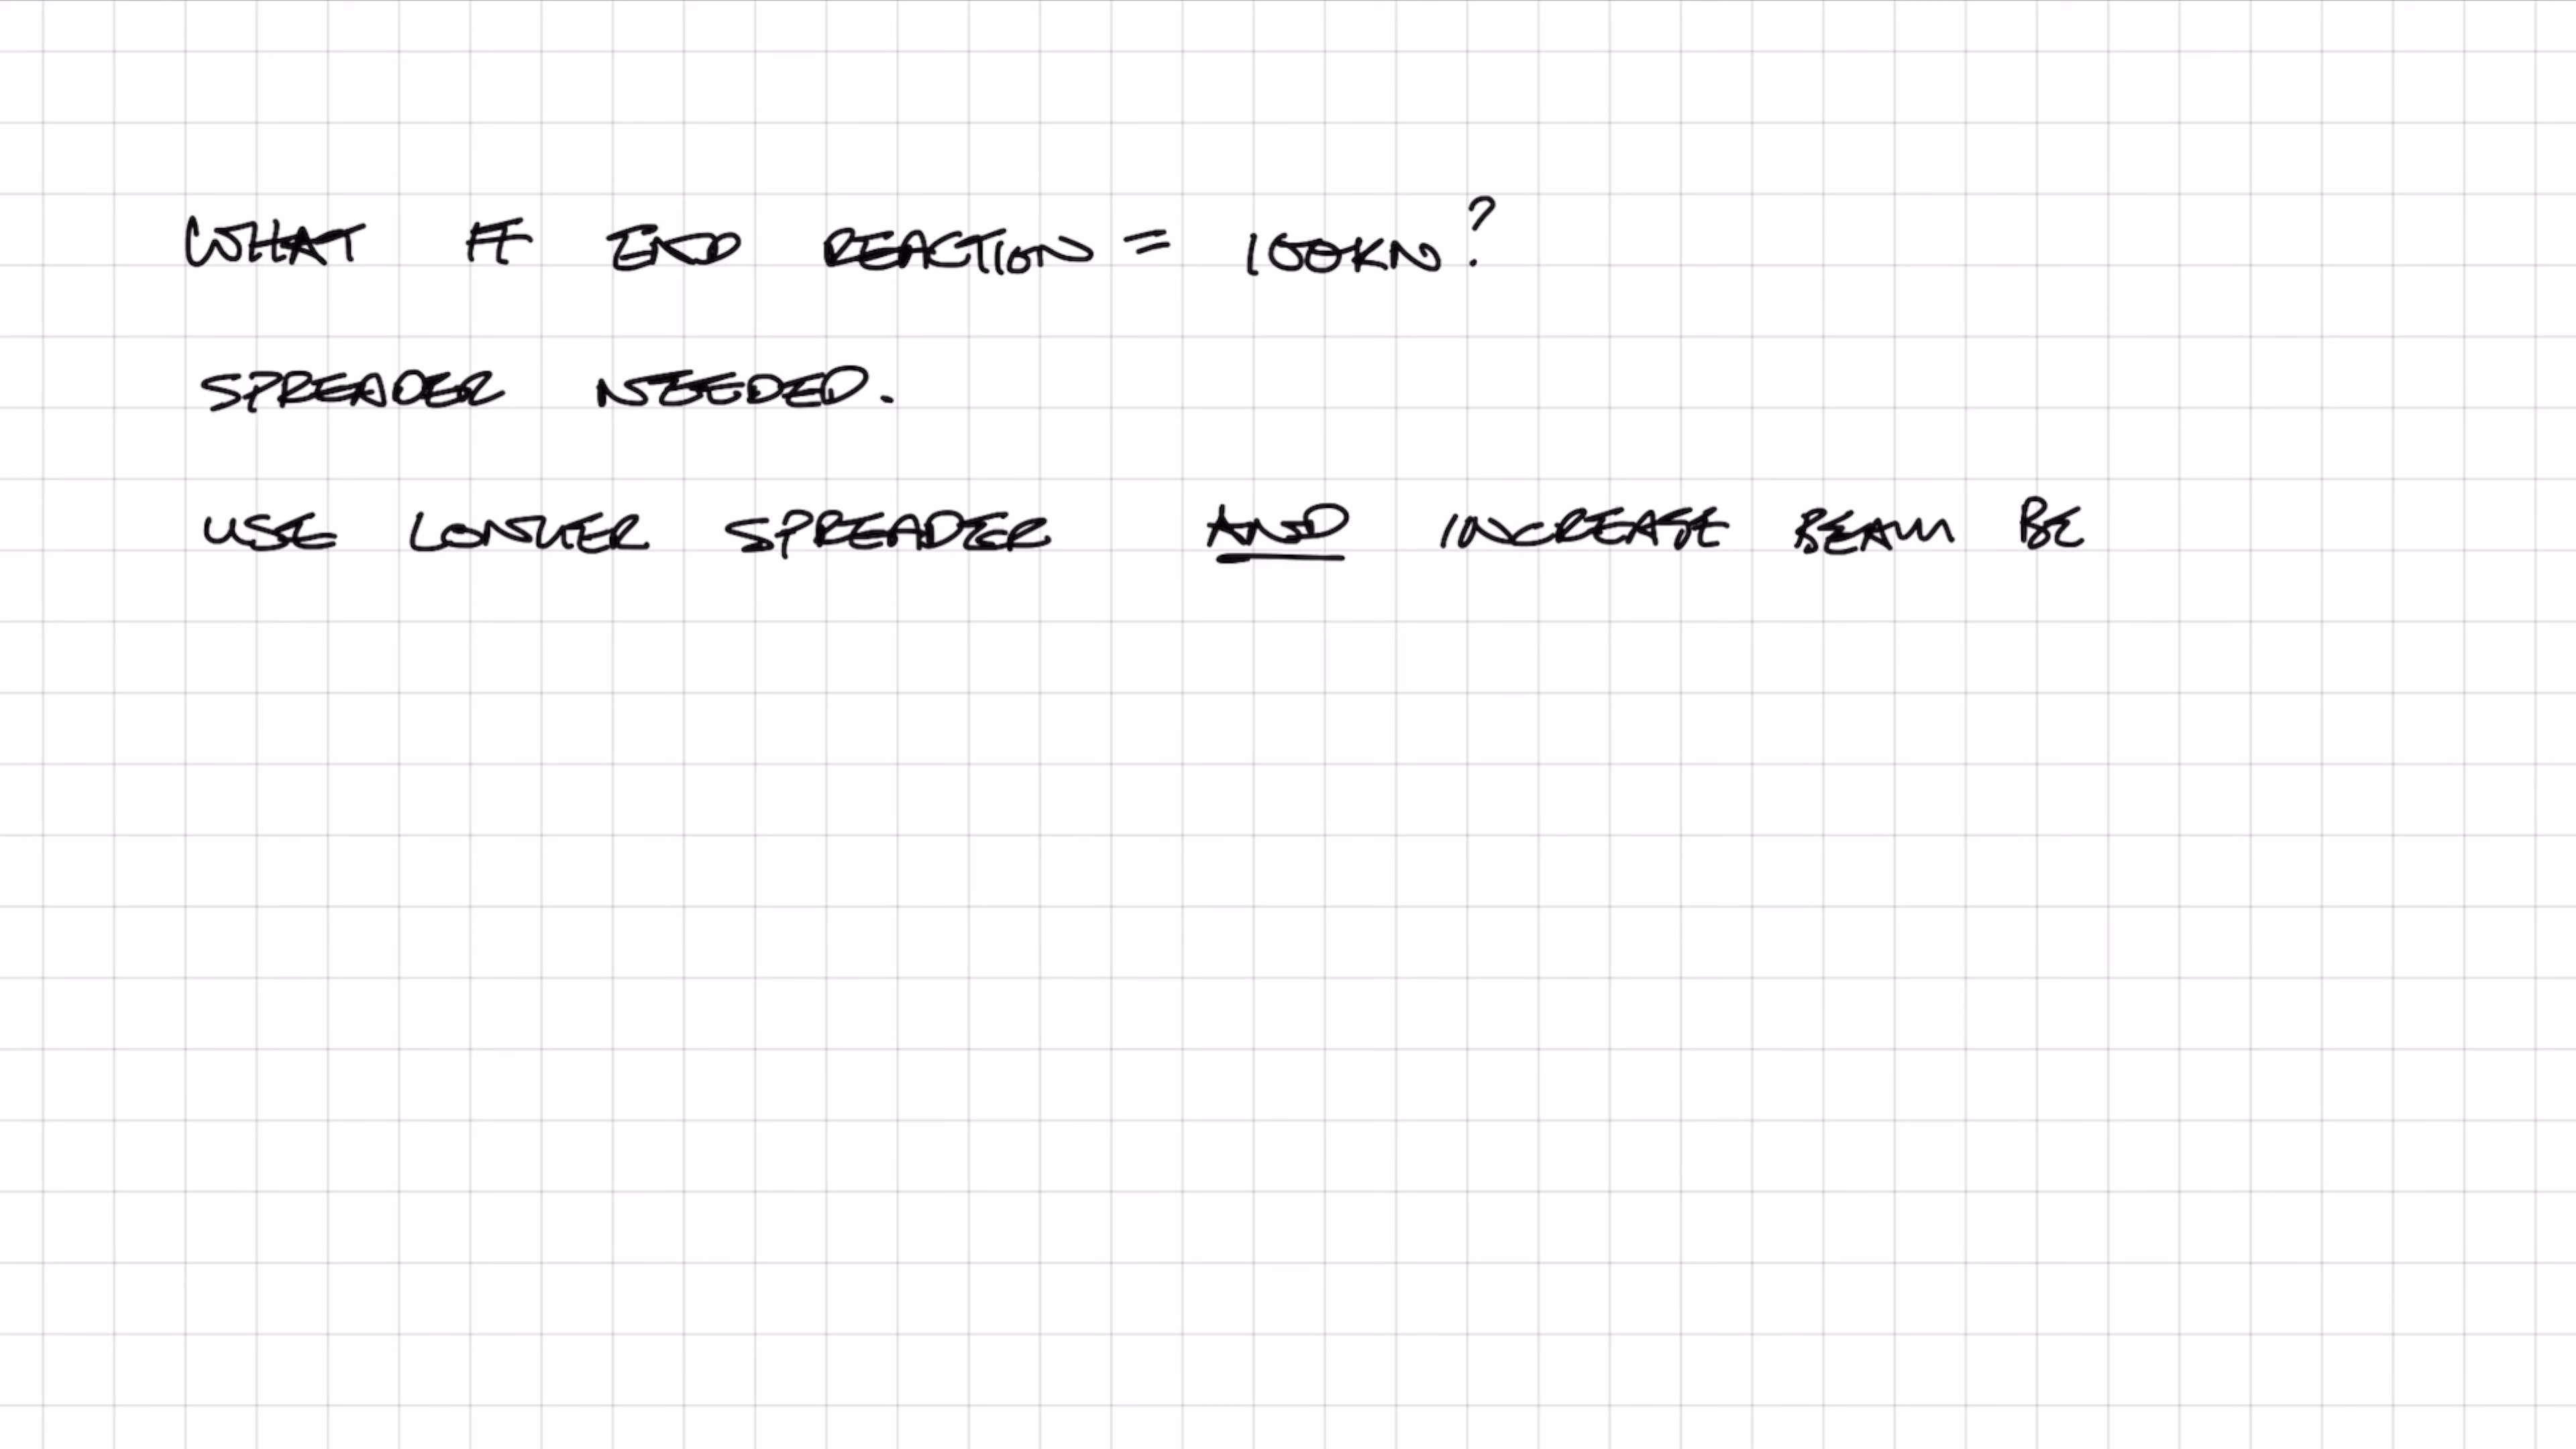 WHAT IF END REACTION = 100KN?
SPREADER NEEDED.
USE LONGER SPREADER AND INCREASE BEAM BE